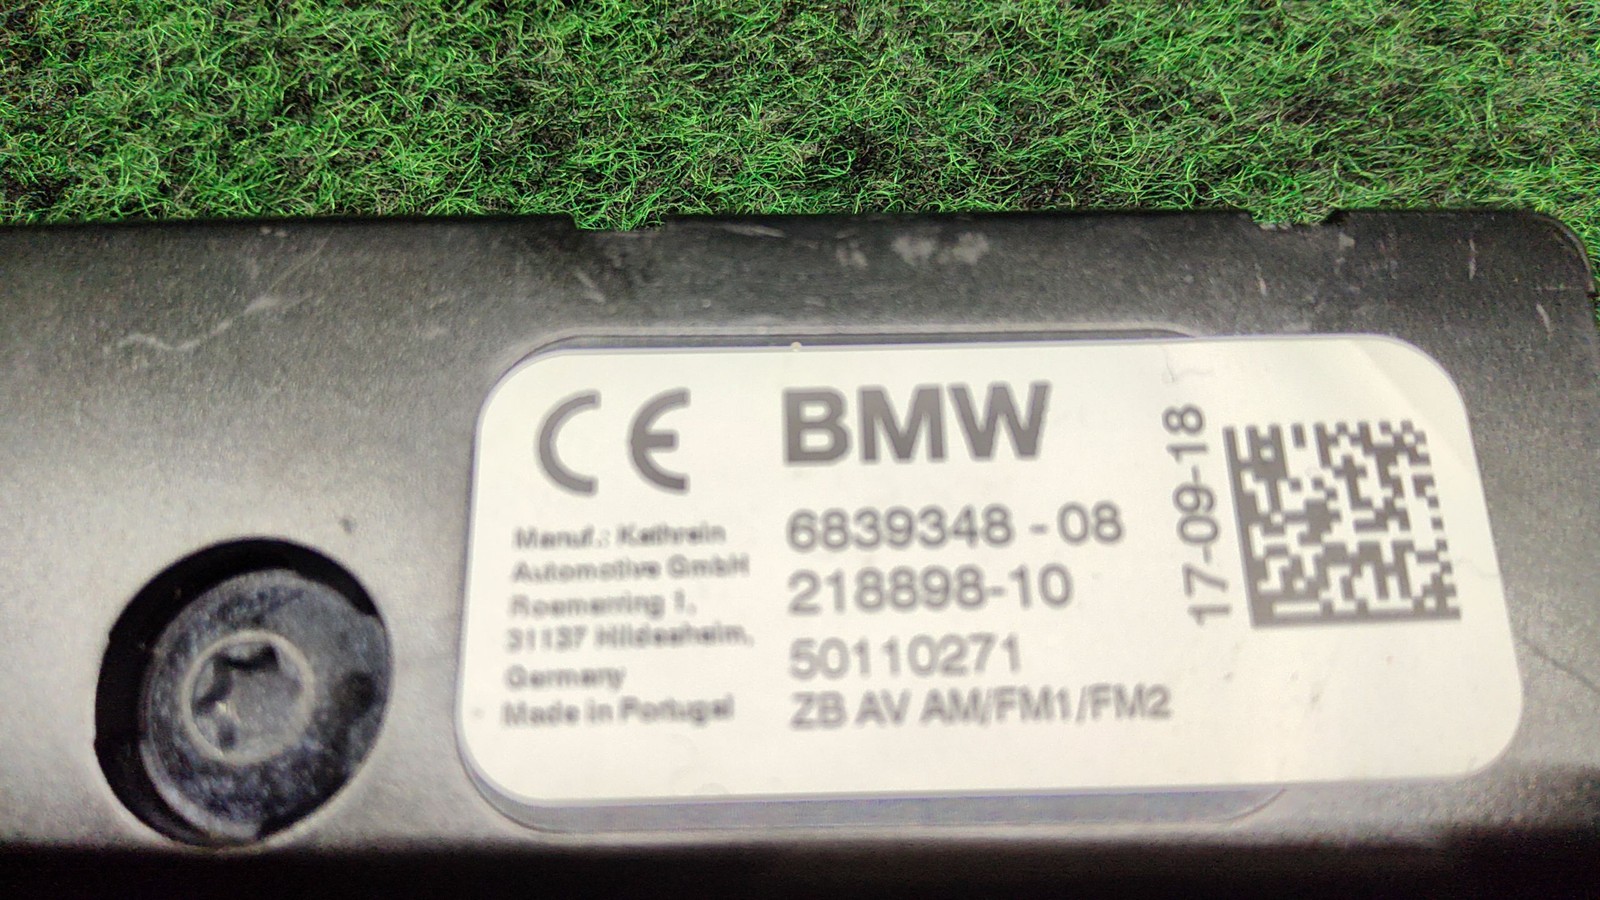 CE BMW
Manuf.: Kathrein
Automotive GmbH
Roemerring 1,
31137 Hildesheim,
Germany
Made in Portugal
6839348 - 08
218898-10
50110271
ZB AV AM/FM1/FM2
17-09-18